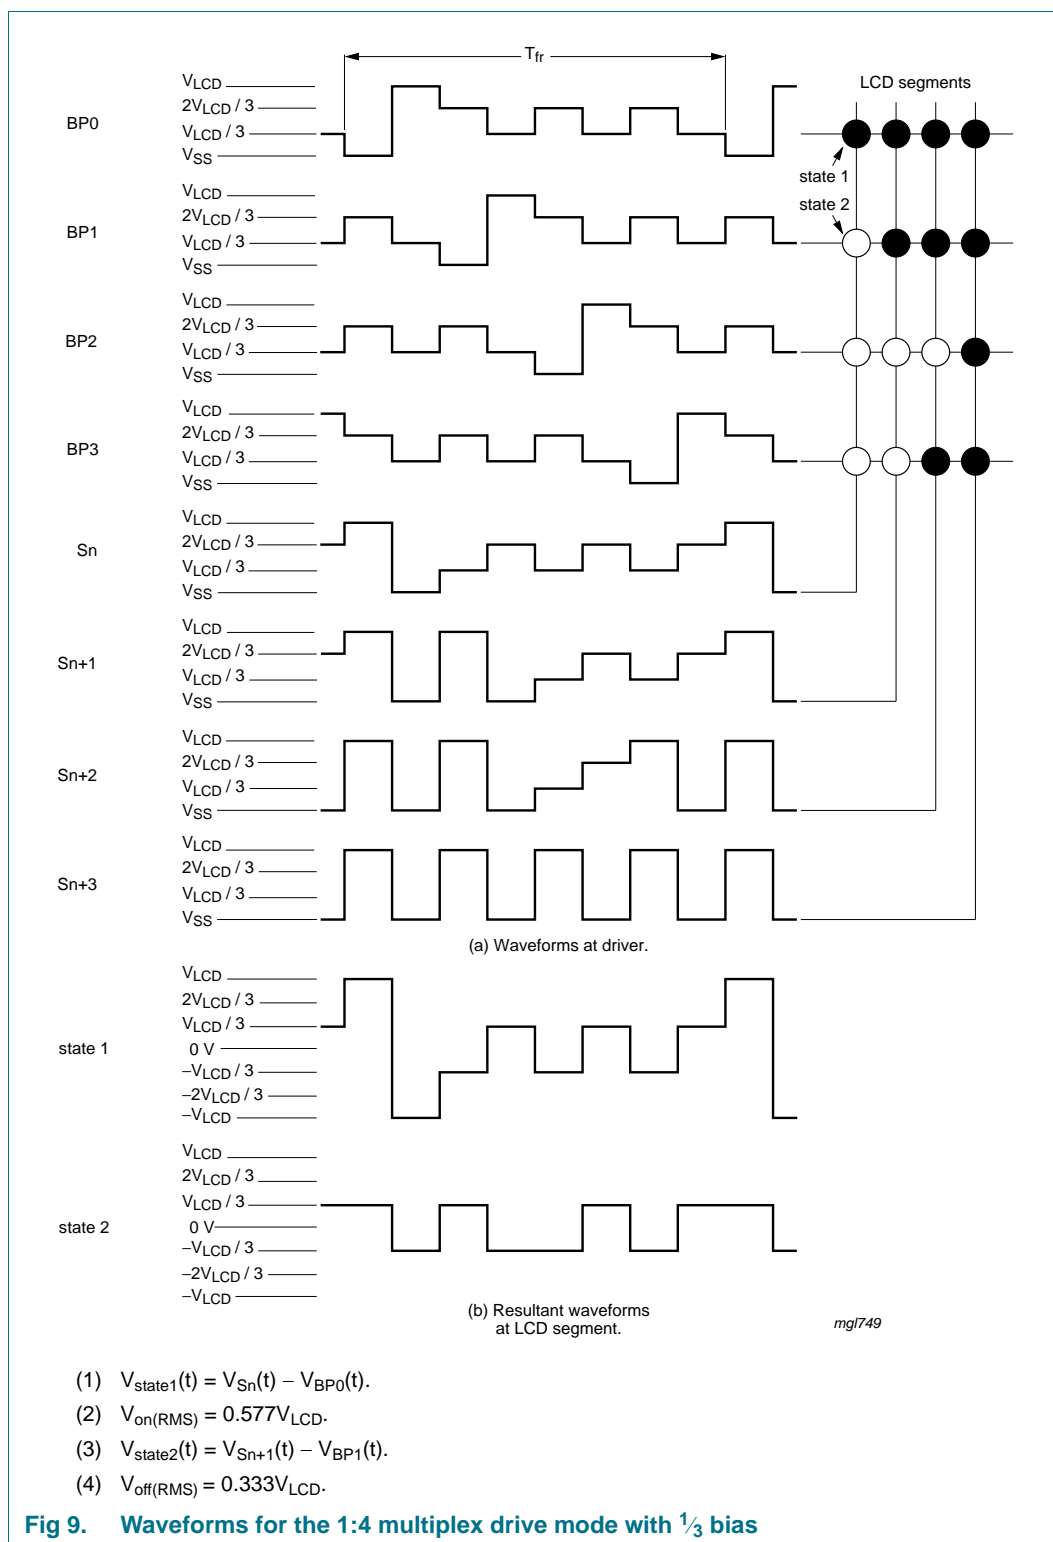 Tfr
VLCD
2VLCD / 3
BP0
VLCD / 3
VSS
LCD segments
state 1
state 2
VLCD
2VLCD / 3
BP1
VLCD / 3
VSS
VLCD
2VLCD / 3
BP2
VLCD / 3
VSS
VLCD
2VLCD / 3
BP3
VLCD / 3
VSS
VLCD
2VLCD / 3
Sn
VLCD / 3
VSS
VLCD
2VLCD / 3
Sn+1
VLCD / 3
VSS
VLCD
2VLCD / 3
Sn+2
VLCD / 3
VSS
VLCD
2VLCD / 3
Sn+3
VLCD / 3
VSS
(a) Waveforms at driver.
VLCD
2VLCD / 3
VLCD / 3
state 1
0 V
−VLCD / 3
−2VLCD / 3
−VLCD
VLCD
2VLCD / 3
VLCD / 3
state 2
0 V
−VLCD / 3
−2VLCD / 3
−VLCD
(b) Resultant waveforms
at LCD segment.
mgl749
(1) Vstate1(t) = VSn(t) − VBP0(t).
(2) Von(RMS) = 0.577VLCD.
(3) Vstate2(t) = VSn+1(t) − VBP1(t).
(4) Voff(RMS) = 0.333VLCD.
Fig 9. Waveforms for the 1:4 multiplex drive mode with 1⁄3 bias